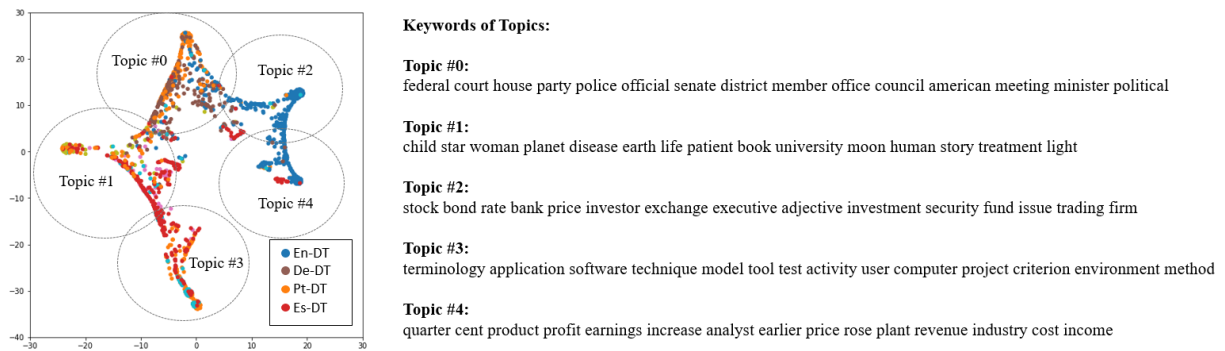 30
20
10
0
−10
−20
−30
−40
−30
−20
−10
0
10
20
30
Topic #0
Topic #2
Topic #1
Topic #4
Topic #3
En-DT
De-DT
Pt-DT
Es-DT
Keywords of Topics:
Topic #0:
federal court house party police official senate district member office council american meeting minister political
Topic #1:
child star woman planet disease earth life patient book university moon human story treatment light
Topic #2:
stock bond rate bank price investor exchange executive adjective investment security fund issue trading firm
Topic #3:
terminology application software technique model tool test activity user computer project criterion environment method
Topic #4:
quarter cent product profit earnings increase analyst earlier price rose plant revenue industry cost income